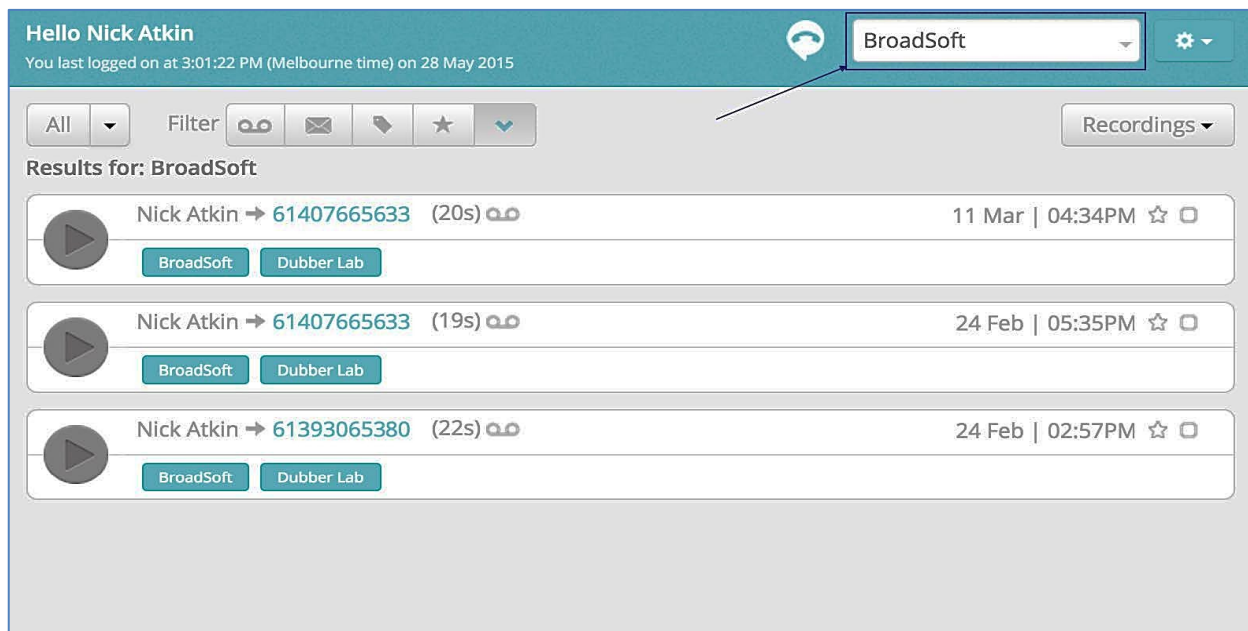 Hello Nick Atkin
You last logged on at 3:01:22 PM (Melbourne time) on 28 May 2015
BroadSoft
All
Filter
Recordings
Results for: BroadSoft
Nick Atkin 61407665633 (20s) 11 Mar | 04:34PM
BroadSoft Dubber Lab
Nick Atkin 61407665633 (19s) 24 Feb | 05:35PM
BroadSoft Dubber Lab
Nick Atkin 61393065380 (22s) 24 Feb | 02:57PM
BroadSoft Dubber Lab